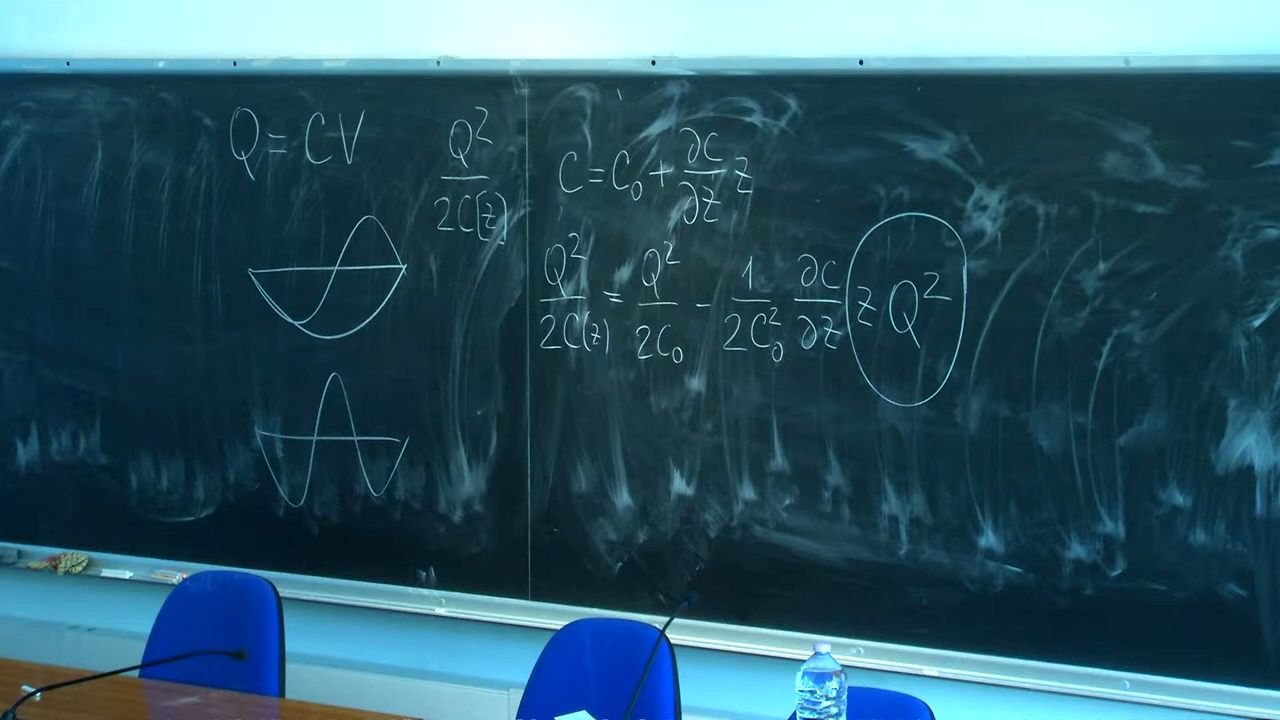 Q = CV
Q²/2C(z)
C = C₀ + ∂C/∂z z
Q²/2C(z) = Q²/2C₀ - 1/2C₀² ∂C/∂z z Q²